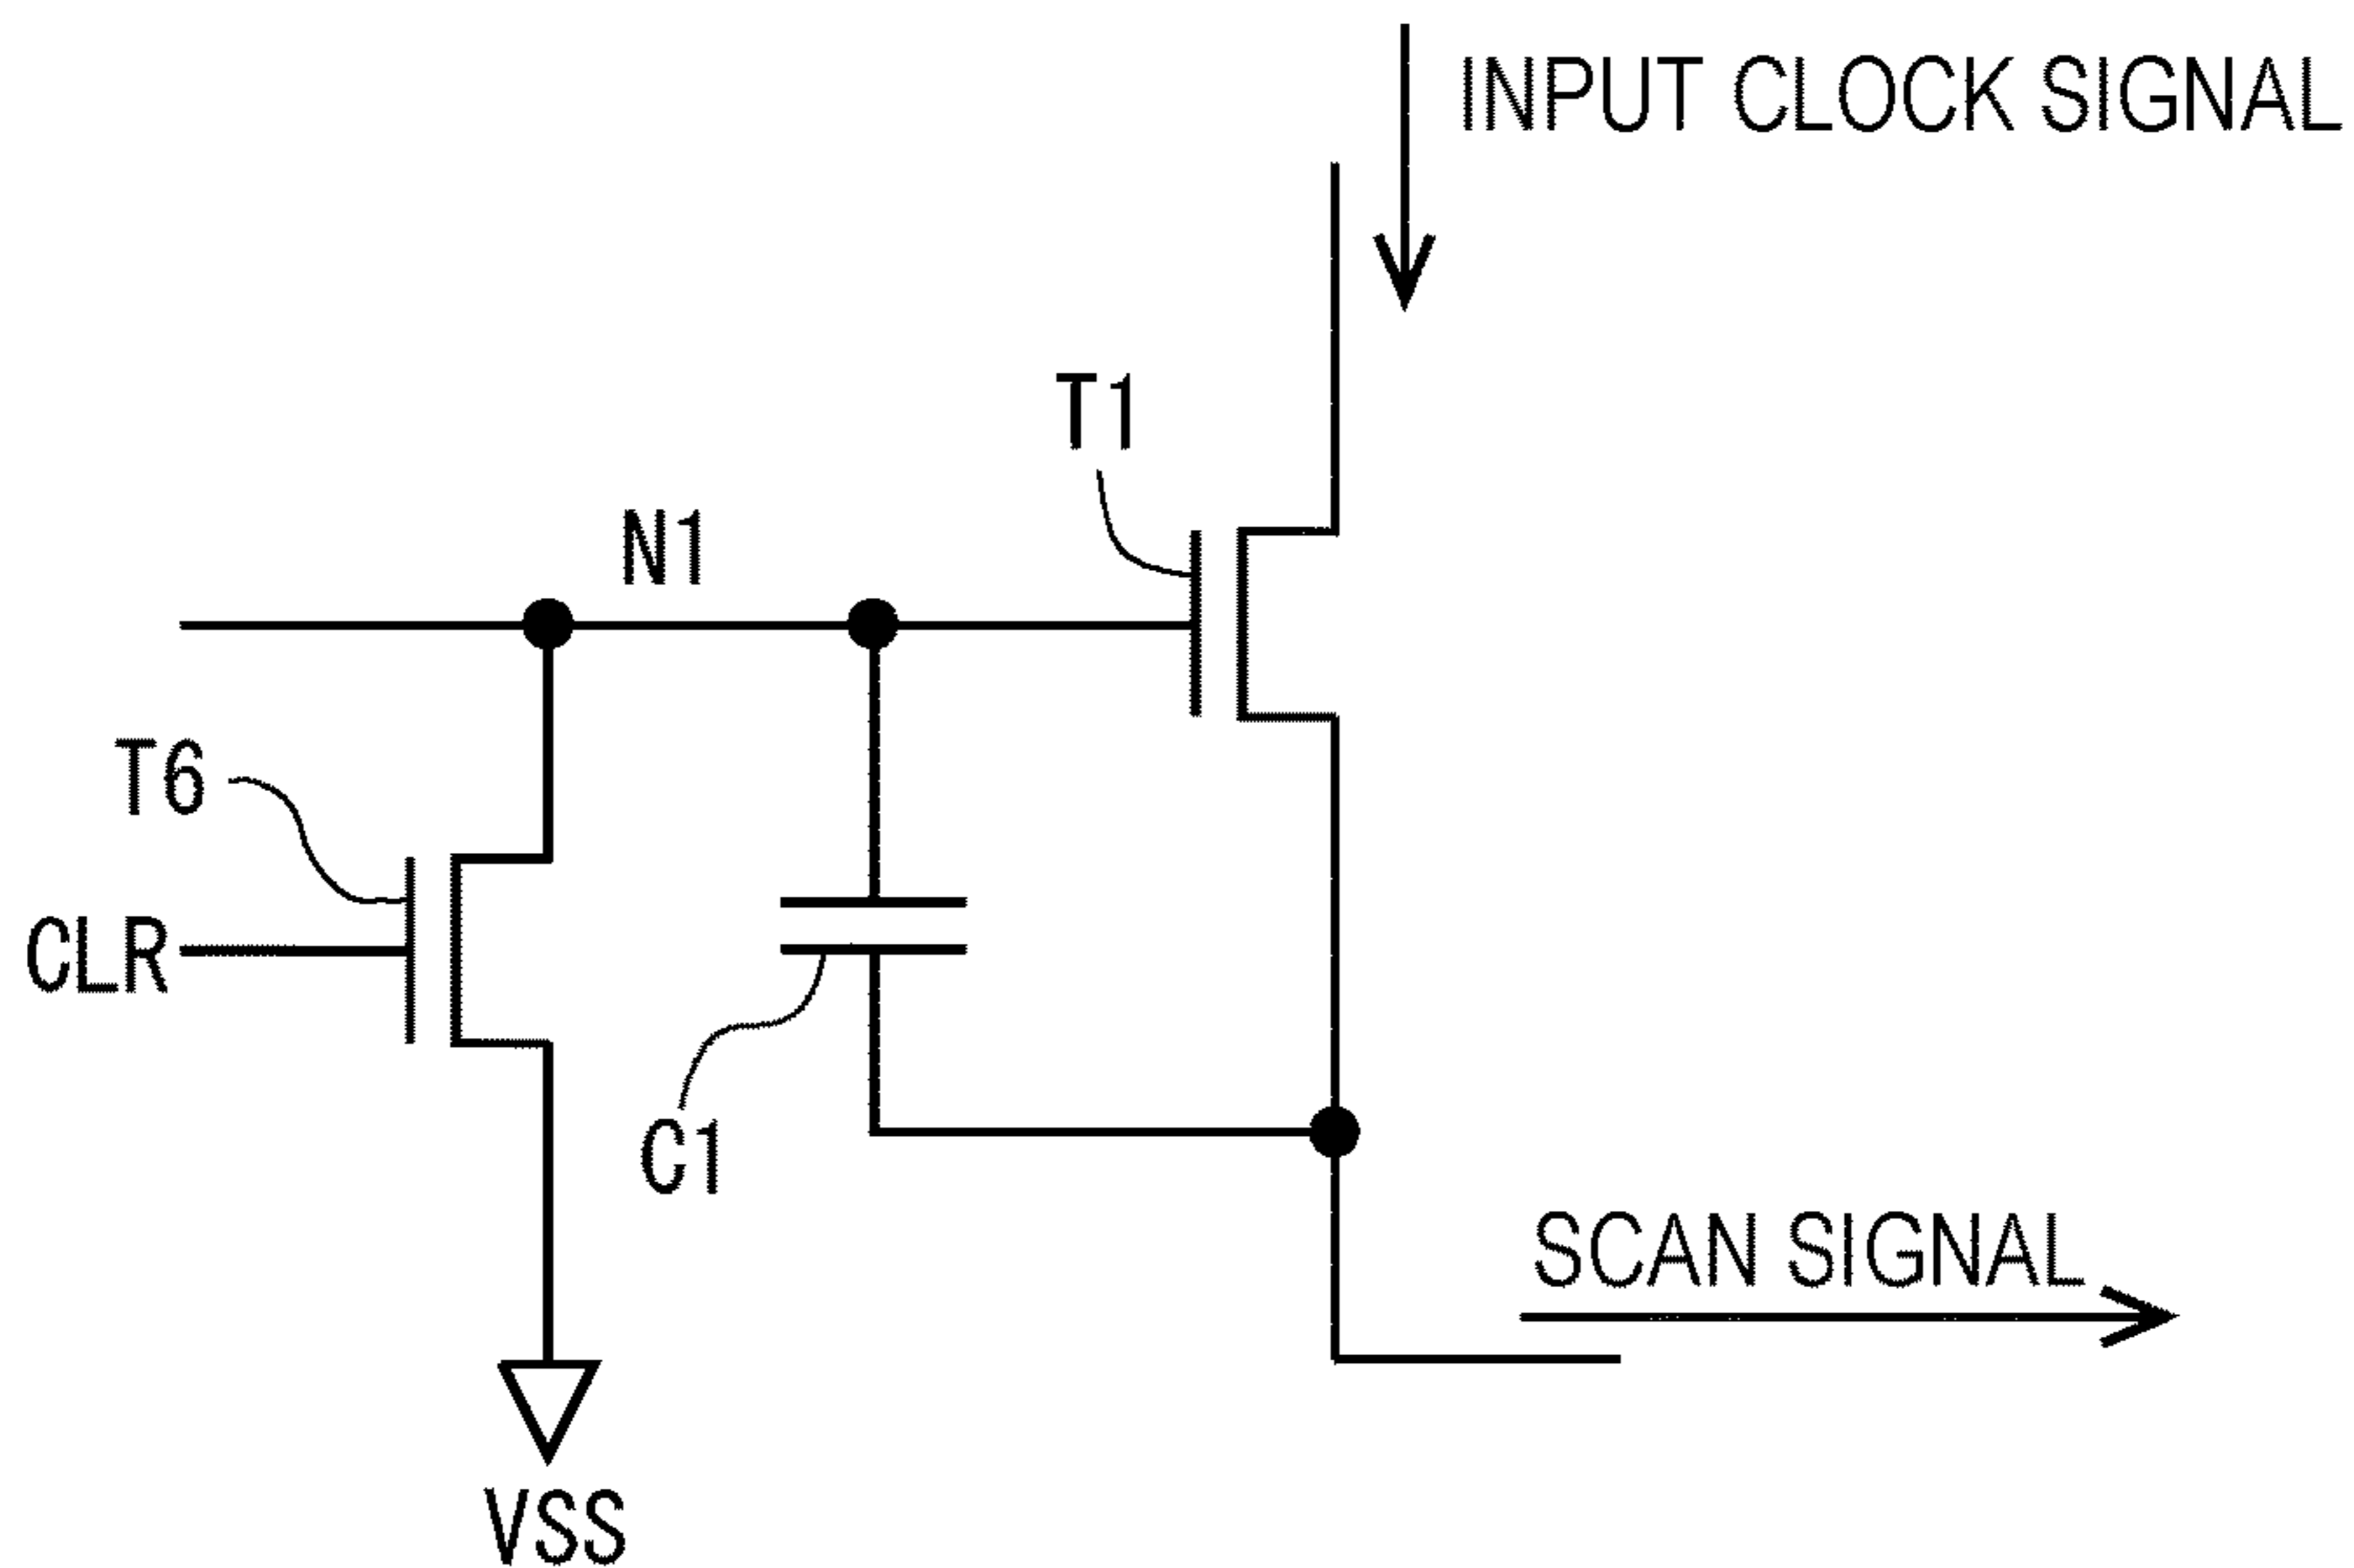 INPUT CLOCK SIGNAL
T1
N1
T6
CLR
C1
SCAN SIGNAL
VSS